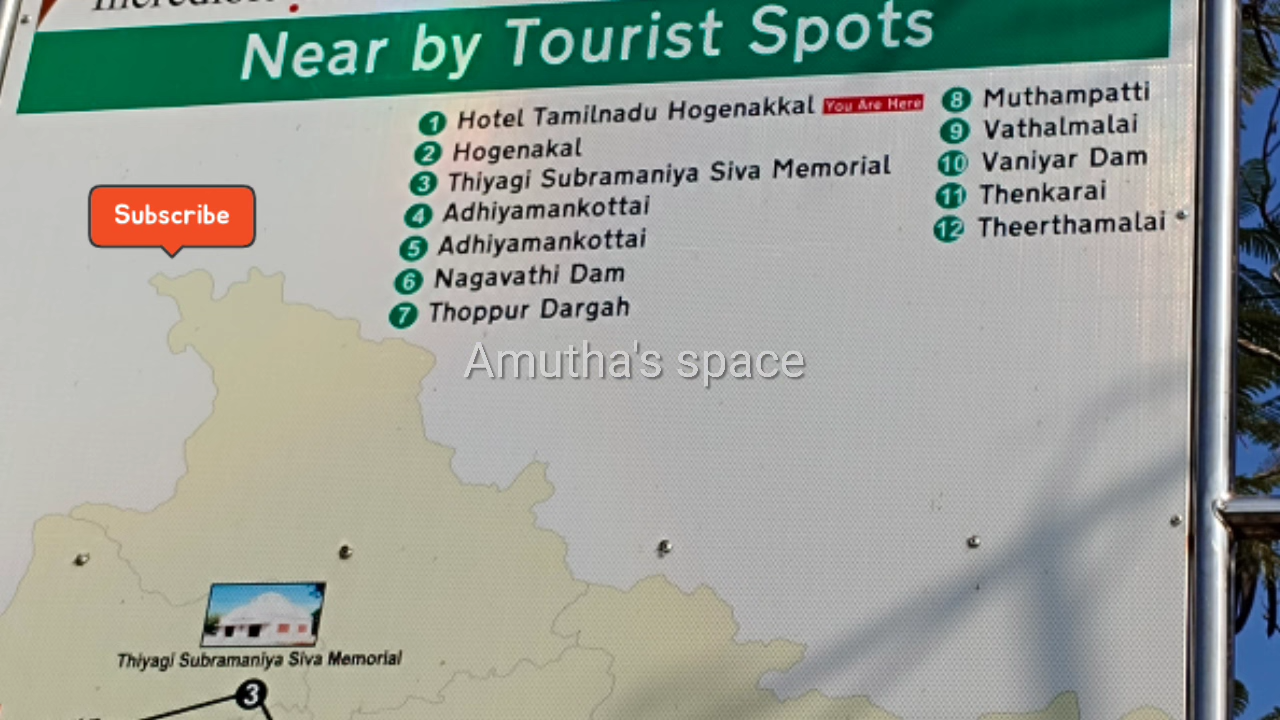 Near by Tourist Spots
1 Hotel Tamilnadu Hogenakkal You Are Here
2 Hogenakal
3 Thiyagi Subramaniya Siva Memorial
4 Adhiyamankottai
5 Adhiyamankottai
6 Nagavathi Dam
7 Thoppur Dargah
8 Muthampatti
9 Vathalmalai
10 Vaniyar Dam
11 Thenkarai
12 Theerthamalai
Subscribe
Amutha's space
Thiyagi Subramaniya Siva Memorial
3